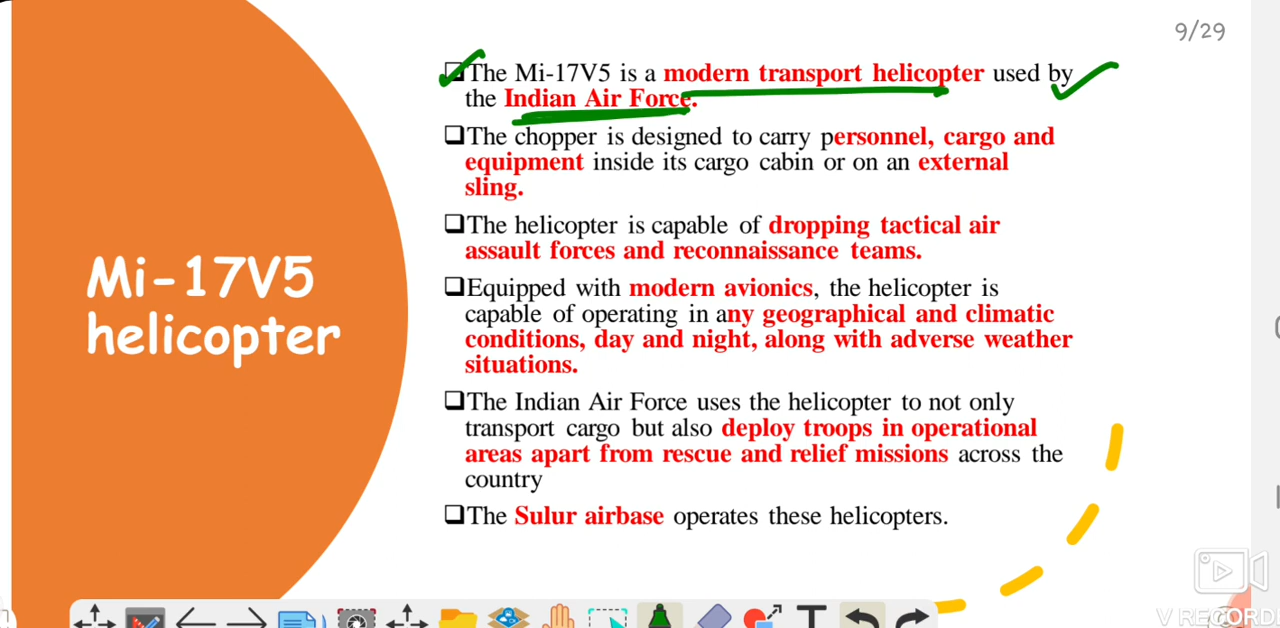 9/29
Mi-17V5
helicopter
❑The Mi-17V5 is a modern transport helicopter used by
the Indian Air Force.
❑The chopper is designed to carry personnel, cargo and
equipment inside its cargo cabin or on an external
sling.
❑The helicopter is capable of dropping tactical air
assault forces and reconnaissance teams.
❑Equipped with modern avionics, the helicopter is
capable of operating in any geographical and climatic
conditions, day and night, along with adverse weather
situations.
❑The Indian Air Force uses the helicopter to not only
transport cargo but also deploy troops in operational
areas apart from rescue and relief missions across the
country
❑The Sulur airbase operates these helicopters.
V RECORD